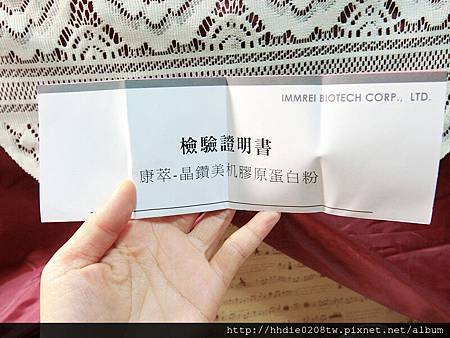 IMMREI BIOTECH CORP., LTD.
檢驗證明書
康萃-晶鑽美机膠原蛋白粉
http://hhdie0208tw.pixnet.net/album